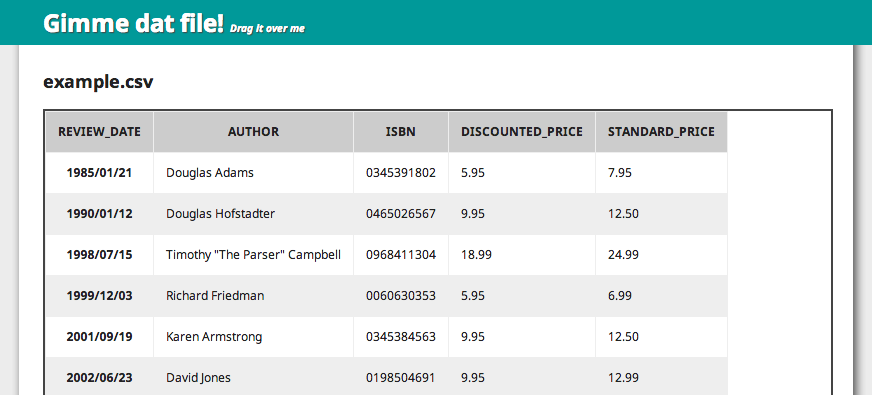 Gimme dat file! Drag it over me
example.csv
REVIEW_DATE AUTHOR ISBN DISCOUNTED_PRICE STANDARD_PRICE
1985/01/21 Douglas Adams 0345391802 5.95 7.95
1990/01/12 Douglas Hofstadter 0465026567 9.95 12.50
1998/07/15 Timothy "The Parser" Campbell 0968411304 18.99 24.99
1999/12/03 Richard Friedman 0060630353 5.95 6.99
2001/09/19 Karen Armstrong 0345384563 9.95 12.50
2002/06/23 David Jones 0198504691 9.95 12.99